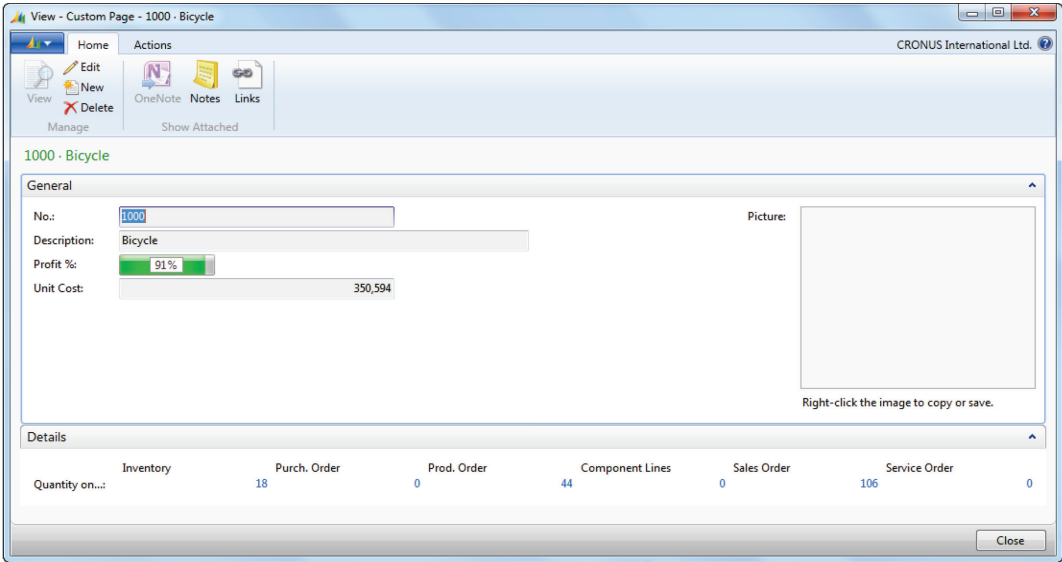 View - Custom Page - 1000 · Bicycle
Home Actions CRONUS International Ltd.
View
Edit
New
Delete
OneNote Notes Links
Manage Show Attached
1000 · Bicycle
General
No.: 1000 Picture:
Description: Bicycle
Profit %: 91%
Unit Cost: 350,594
Right-click the image to copy or save.
Details
Inventory Purch. Order Prod. Order Component Lines Sales Order Service Order
Quantity on...: 18 0 44 0 106 0
Close